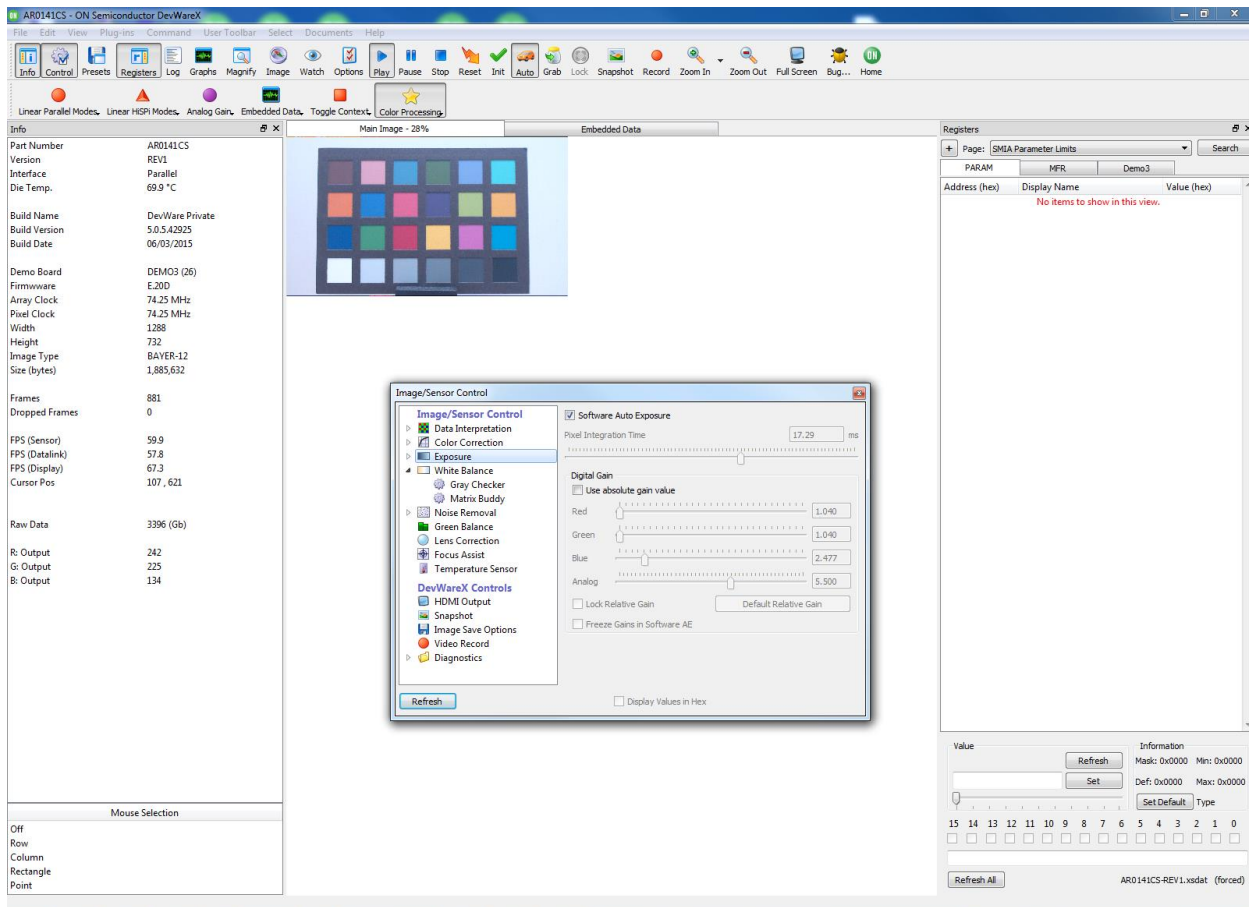 AR0141CS - ON Semiconductor DevWareX
File Edit View Plug-ins Command User Toolbar Select Documents Help
Info Control Presets Registers Log Graphs Magnify Image Watch Options Play Pause Stop Reset Init Auto Grab Lock Snapshot Record Zoom In Zoom Out Full Screen Bug... Home
Linear Parallel Modes Linear HiSPi Modes Analog Gain Embedded Data Toggle Context Color Processing
Info
Part Number AR0141CS
Version REV1
Interface Parallel
Die Temp. 69.9 °C
Build Name DevWare Private
Build Version 5.0.5.42925
Build Date 06/03/2015
Demo Board DEMO3 (26)
Firmwware E.20D
Array Clock 74.25 MHz
Pixel Clock 74.25 MHz
Width 1288
Height 732
Image Type BAYER-12
Size (bytes) 1,885,632
Frames 881
Dropped Frames 0
FPS (Sensor) 59.9
FPS (Datalink) 57.8
FPS (Display) 67.3
Cursor Pos 107 , 621
Raw Data 3396 (Gb)
R: Output 242
G: Output 225
B: Output 134
Mouse Selection
Off
Row
Column
Rectangle
Point
Main Image - 28% Embedded Data
Image/Sensor Control
Image/Sensor Control
Data Interpretation
Color Correction
Exposure
White Balance
Gray Checker
Matrix Buddy
Noise Removal
Green Balance
Lens Correction
Focus Assist
Temperature Sensor
DevWareX Controls
HDMI Output
Snapshot
Image Save Options
Video Record
Diagnostics
Refresh
Software Auto Exposure
Pixel Integration Time 17.29 ms
Digital Gain
Use absolute gain value
Red 1.040
Green 1.040
Blue 2.477
Analog 5.500
Lock Relative Gain Default Relative Gain
Freeze Gains in Software AE
Display Values in Hex
Registers
+ Page: SMIA Parameter Limits Search
PARAM MFR Demo3
Address (hex) Display Name Value (hex)
No items to show in this view.
Value Information
Refresh Mask: 0x0000 Min: 0x0000
Set Def: 0x0000 Max: 0x0000
Set Default Type
15 14 13 12 11 10 9 8 7 6 5 4 3 2 1 0
Refresh All AR0141CS-REV1.xsdat (forced)